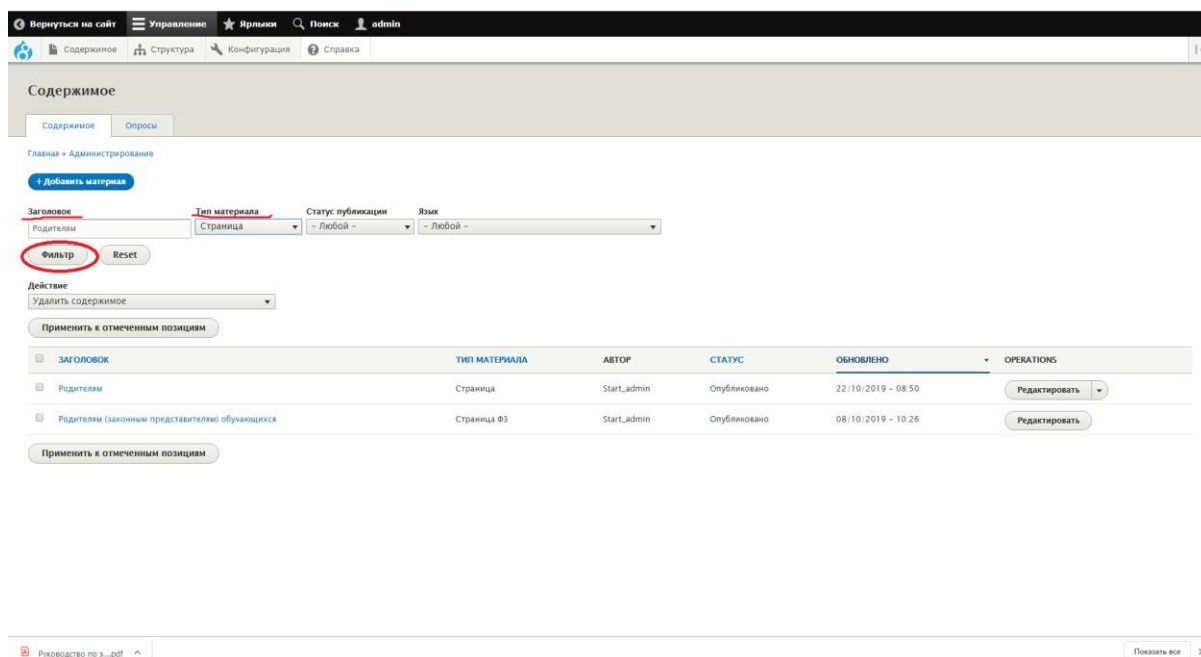 Вернуться на сайт Управление Ярлыки Поиск admin
Содержимое Структура Конфигурация Справка
Содержимое
Содержимое Опросы
Главная » Администрирование
+ Добавить материал
Заголовок Тип материала Статус публикации Язык
Родителям Страница - Любой - - Любой -
Фильтр Reset
Действие
Удалить содержимое
Применить к отмеченным позициям
ЗАГОЛОВОК ТИП МАТЕРИАЛА АВТОР СТАТУС ОБНОВЛЕНО OPERATIONS
Родителям Страница Start_admin Опубликовано 22/10/2019 - 08:50 Редактировать
Родителям (законным представителям) обучающихся Страница ФЗ Start_admin Опубликовано 08/10/2019 - 10:26 Редактировать
Применить к отмеченным позициям
Руководство по э....pdf Показать все